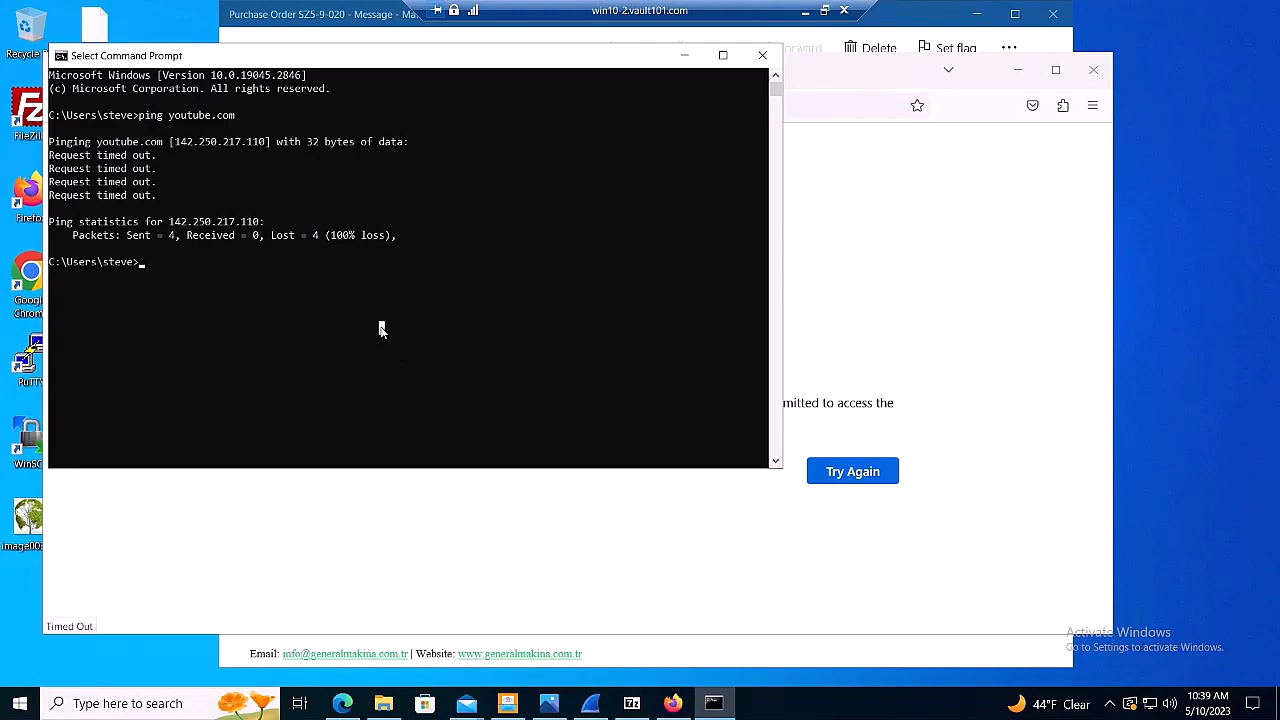 Purchase Order SZ5-9-020 - Message - Ma
win10-2.vault101.com
Recycle
Delete
Set flag
Select Command Prompt
Microsoft Windows [Version 10.0.19045.2846]
(c) Microsoft Corporation. All rights reserved.
C:\Users\steve>ping youtube.com
Pinging youtube.com [142.250.217.110] with 32 bytes of data:
Request timed out.
Request timed out.
Request timed out.
Request timed out.
Ping statistics for 142.250.217.110:
Packets: Sent = 4, Received = 0, Lost = 4 (100% loss),
C:\Users\steve>
FileZil
Firefo
Googl
Chrom
PuTT
WinSC
image00
mitted to access the
Try Again
Timed Out
Email: info@generalmakina.com.tr | Website: www.generalmakina.com.tr
Activate Windows
Go to Settings to activate Windows.
Type here to search
44°F Clear
10:39 AM
5/10/2023